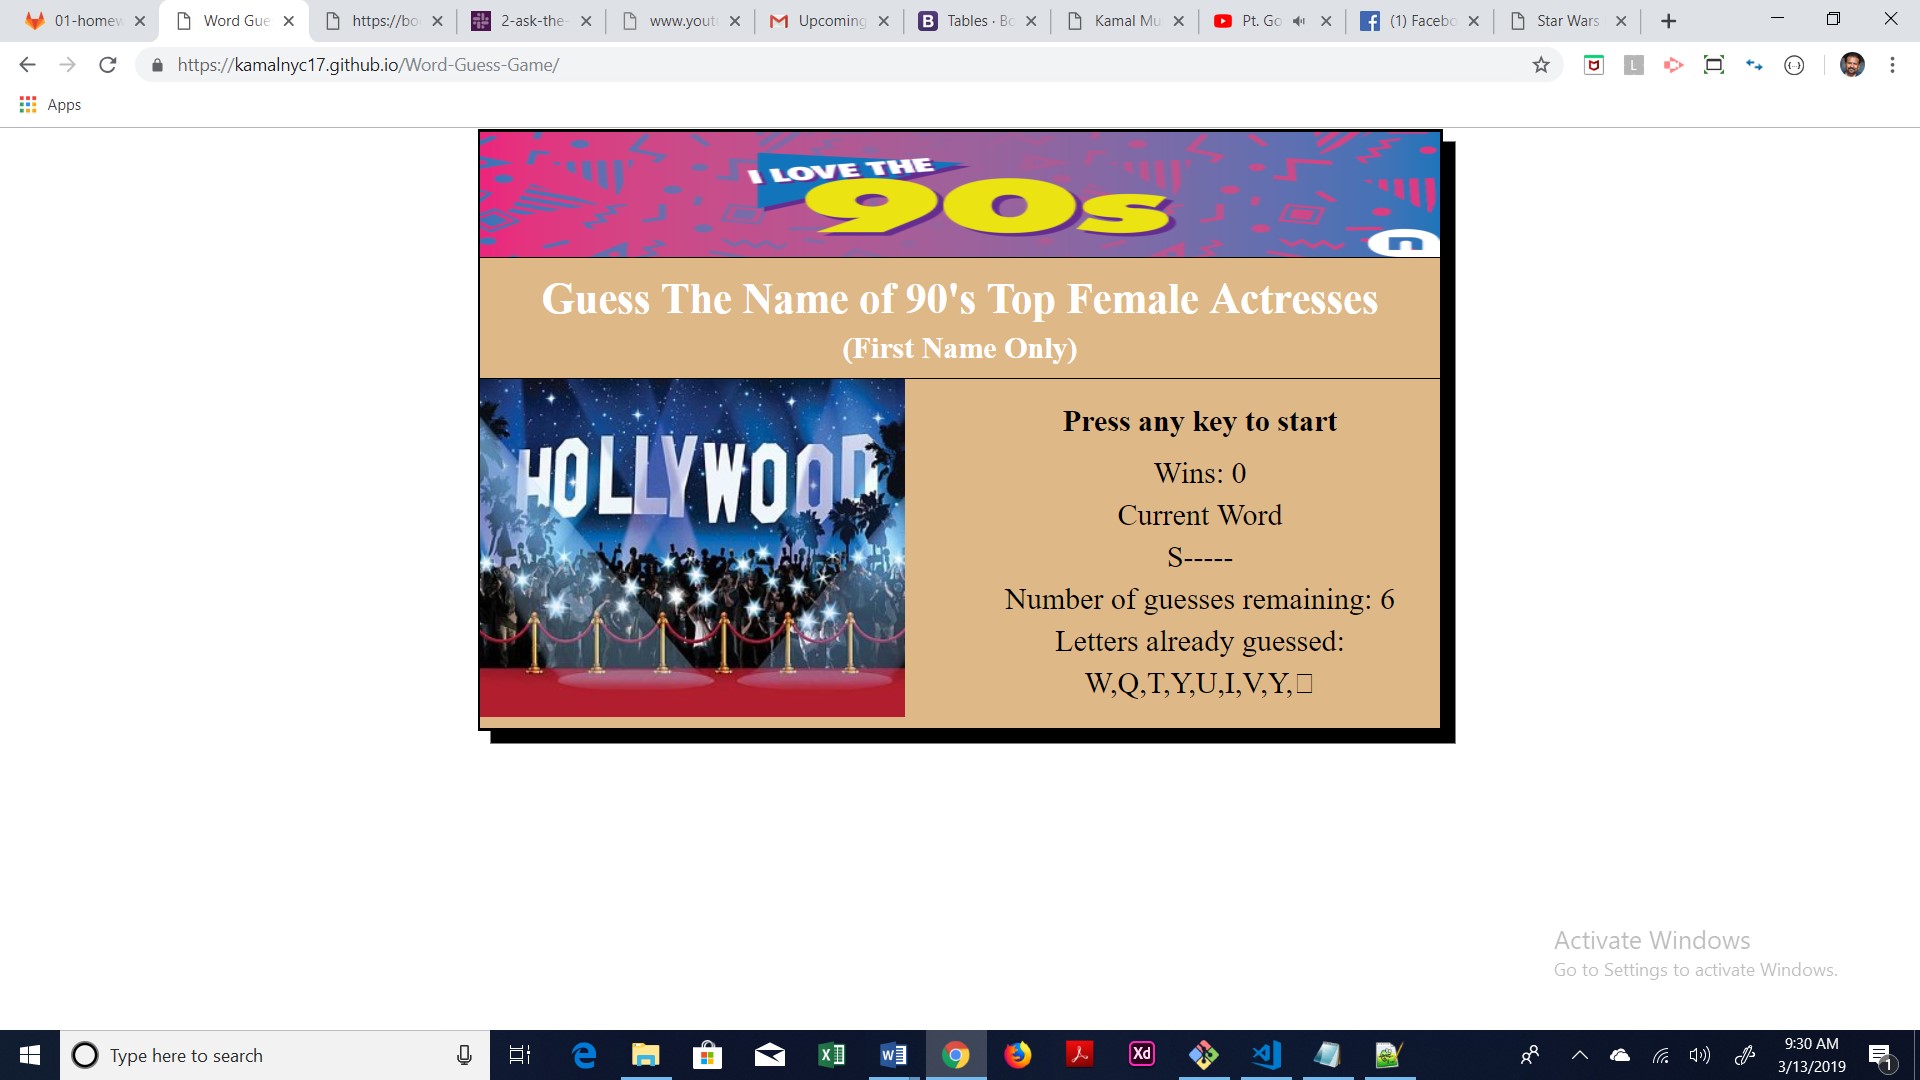 01-homew
Word Gue
https://bo
2-ask-the-
www.yout
Upcoming
B Tables · Bo
Kamal Mu
Pt. Go
(1) Facebo
Star Wars
https://kamalnyc17.github.io/Word-Guess-Game/
L
Apps
I LOVE THE
90s
n
Guess The Name of 90's Top Female Actresses
(First Name Only)
HOLLYWOOD
Press any key to start
Wins: 0
Current Word
S-----
Number of guesses remaining: 6
Letters already guessed:
W,Q,T,Y,U,I,V,Y,□
Activate Windows
Go to Settings to activate Windows.
Type here to search
Xd
9:30 AM
3/13/2019
1